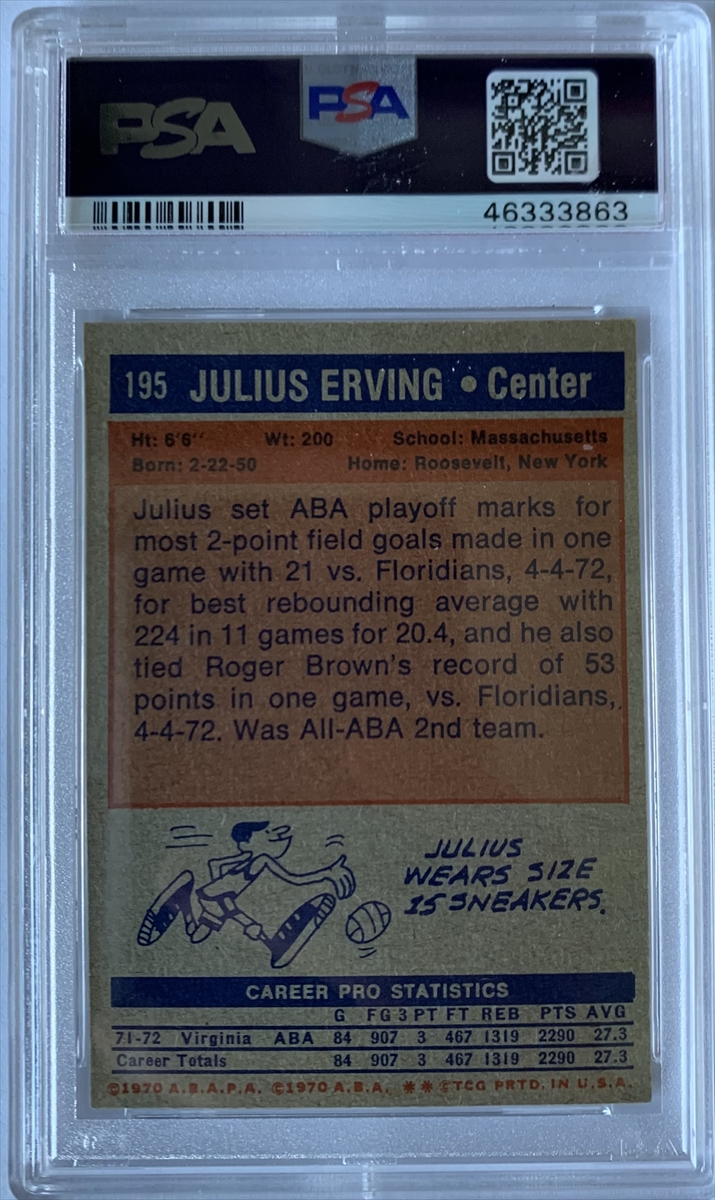 PSA PSA
46333863
195 JULIUS ERVING • Center
Ht: 6'6" Wt: 200 School: Massachusetts
Born: 2-22-50 Home: Roosevelt, New York
Julius set ABA playoff marks for
most 2-point field goals made in one
game with 21 vs. Floridians, 4-4-72,
for best rebounding average with
224 in 11 games for 20.4, and he also
tied Roger Brown's record of 53
points in one game, vs. Floridians,
4-4-72. Was All-ABA 2nd team.
JULIUS
WEARS SIZE
15 SNEAKERS.
CAREER PRO STATISTICS
G FG 3 PT FT REB PTS AVG
71-72 Virginia ABA 84 907 3 467 1319 2290 27.3
Career Totals 84 907 3 467 1319 2290 27.3
©1970 A.B.A.P.A. ©1970 A.B.A. ** ©TCG PRTD. IN U.S.A.